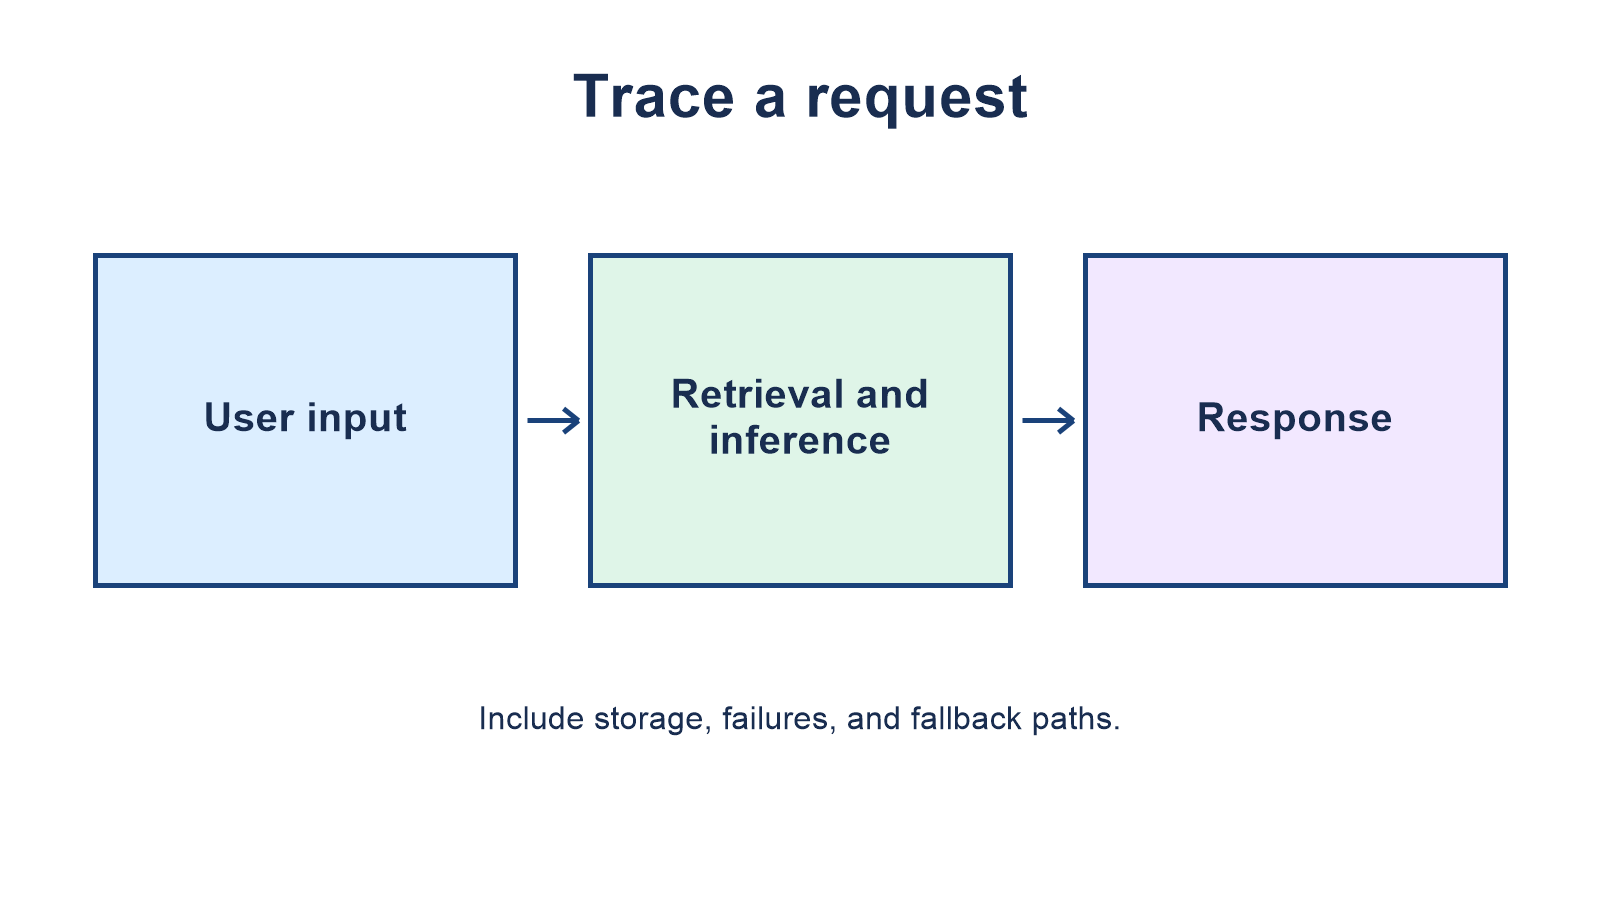 Trace a request
User input
Retrieval and
inference
Response
Include storage, failures, and fallback paths.